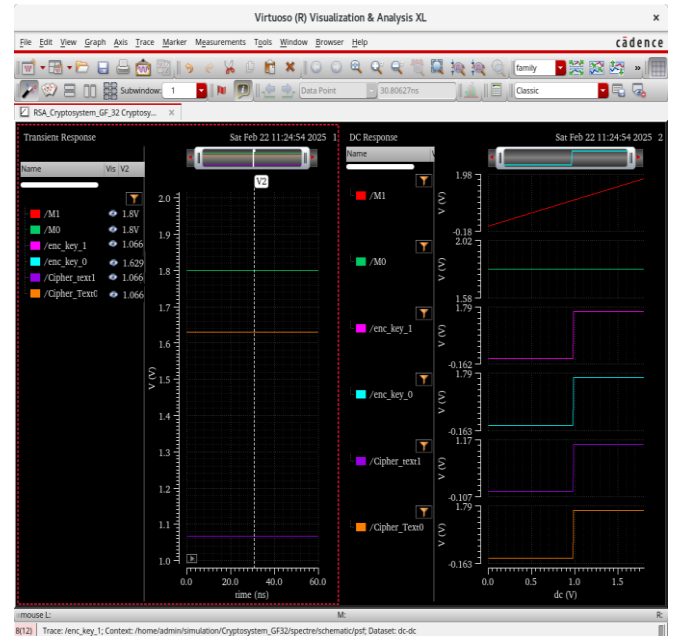 Virtuoso (R) Visualization & Analysis XL
x
File Edit View Graph Axis Trace Marker Measurements Tools Window Browser Help
cādence
family
»
Subwindow: 1
Data Point
30.80627ns
Classic
RSA_Cryptosystem_GF_32 Cryptosy... ×
Transient Response
Sat Feb 22 11:24:54 2025 1
Name Vis V2
/M1 1.8V
/M0 1.8V
/enc_key_1 1.066
/enc_key_0 1.629
/Cipher_text1 1.066
/Cipher_Text0 1.066
V2
2.0
1.9
1.8
1.7
1.6
1.5
1.4
1.3
1.2
1.1
1.0
V (V)
0.0 20.0 40.0 60.0
time (ns)
DC Response
Sat Feb 22 11:24:54 2025 2
Name
/M1
1.98
V (V)
-0.18
/M0
2.02
V (V)
1.58
/enc_key_1
1.79
V (V)
-0.162
/enc_key_0
1.79
V (V)
-0.163
/Cipher_text1
1.17
V (V)
-0.107
/Cipher_Text0
1.79
V (V)
-0.163
0.0 0.5 1.0 1.5
dc (V)
mouse L:
M:
R:
8(12) Trace: /enc_key_1; Context: /home/admin/simulation/Cryptosystem_GF32/spectre/schematic/psf; Dataset: dc-dc